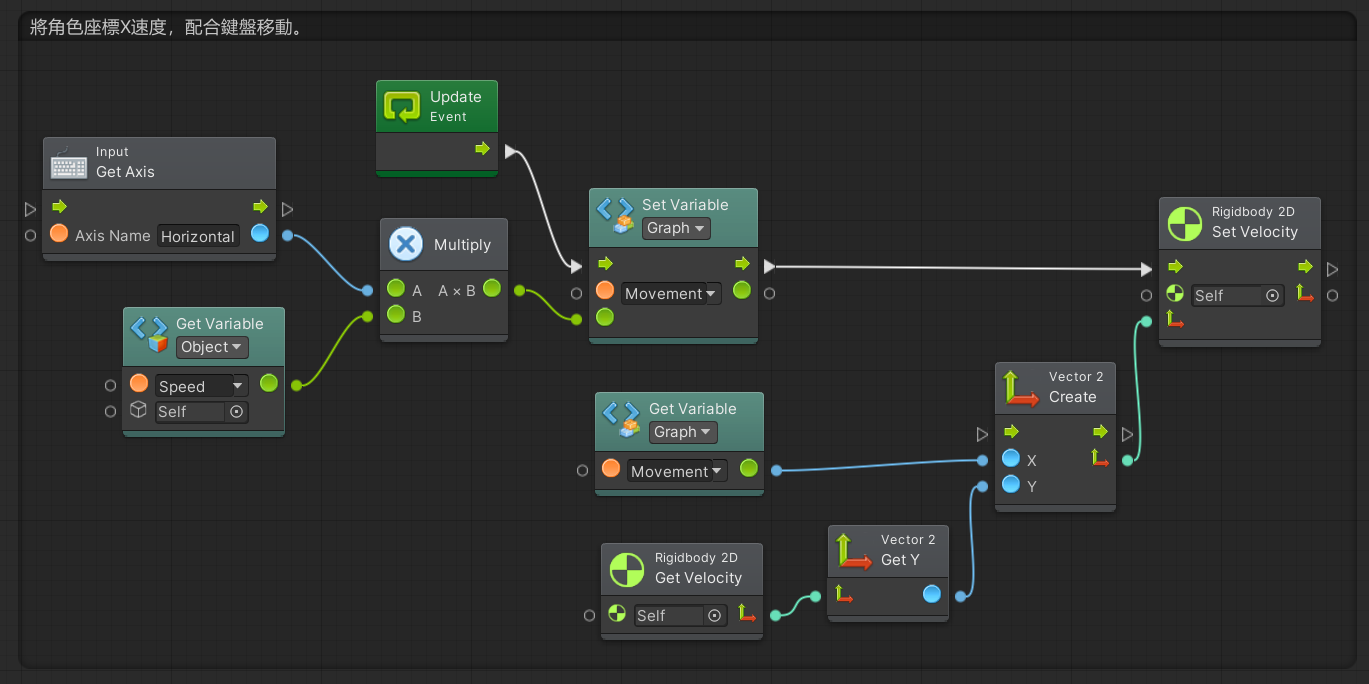 將角色座標X速度，配合鍵盤移動。
Update
Event
Input
Get Axis
Axis Name Horizontal
Multiply
A A × B
B
Get Variable
Object
Speed
Self
Set Variable
Graph
Movement
Get Variable
Graph
Movement
Rigidbody 2D
Get Velocity
Self
Vector 2
Get Y
Vector 2
Create
X
Y
Rigidbody 2D
Set Velocity
Self